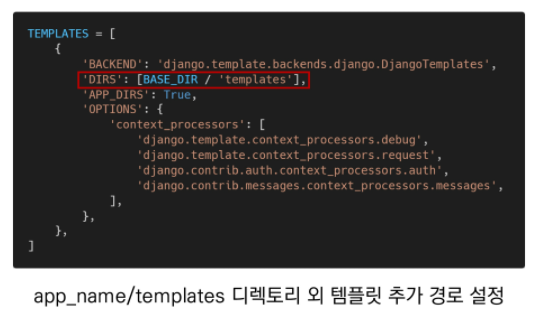 TEMPLATES = [
    {
        'BACKEND': 'django.template.backends.django.DjangoTemplates',
        'DIRS': [BASE_DIR / 'templates'],
        'APP_DIRS': True,
        'OPTIONS': {
            'context_processors': [
                'django.template.context_processors.debug',
                'django.template.context_processors.request',
                'django.contrib.auth.context_processors.auth',
                'django.contrib.messages.context_processors.messages',
            ],
        },
    },
]
app_name/templates 디렉토리 외 템플릿 추가 경로 설정